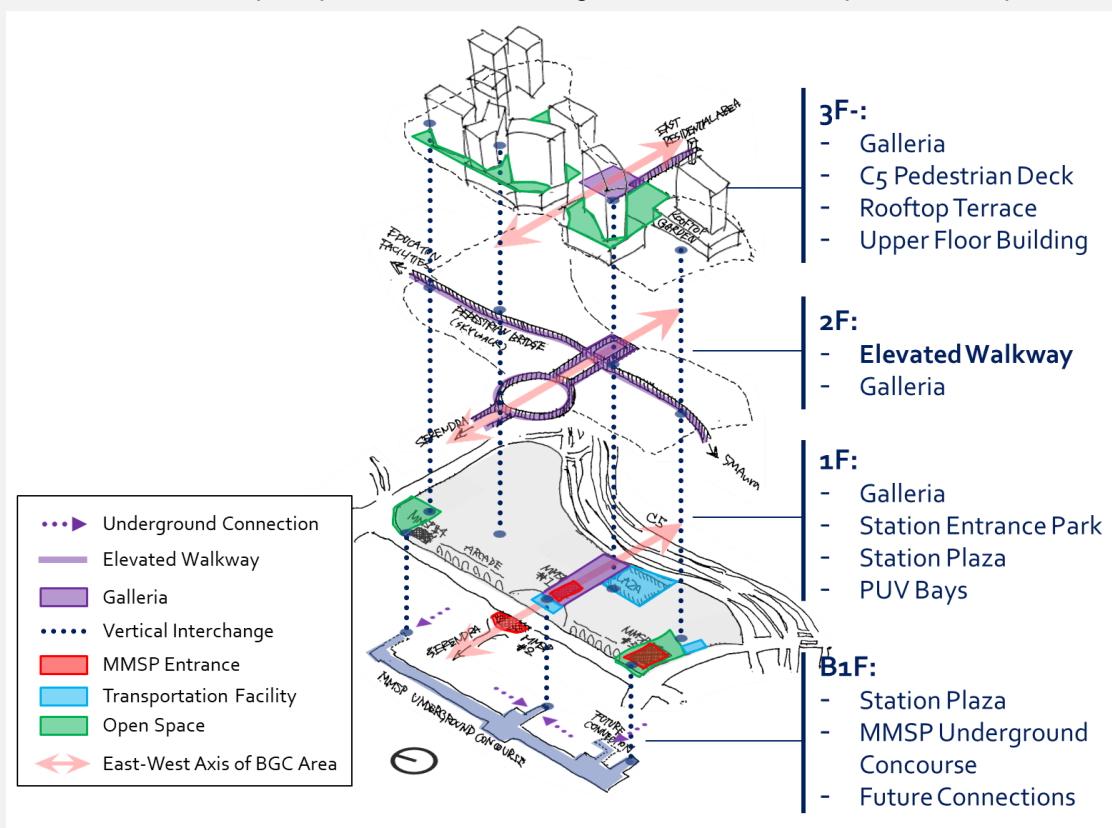 3F-:
- Galleria
- C5 Pedestrian Deck
- Rooftop Terrace
- Upper Floor Building
2F:
- Elevated Walkway
- Galleria
1F:
- Galleria
- Station Entrance Park
- Station Plaza
- PUV Bays
B1F:
- Station Plaza
- MMSP Underground
Concourse
- Future Connections
EAST
RESIDENTIAL AREA
ROOFTOP
GARDEN
EDUCATION
FACILITIES
PEDESTRIAN BRIDGE
(SKYWALK)
SERENDRA
SMAura
C5
ARCADE
PLAZA
SERENDRA
MMSP UNDERGROUND CONCOURSE
FUTURE
CONNECTION
Underground Connection
Elevated Walkway
Galleria
Vertical Interchange
MMSP Entrance
Transportation Facility
Open Space
East-West Axis of BGC Area